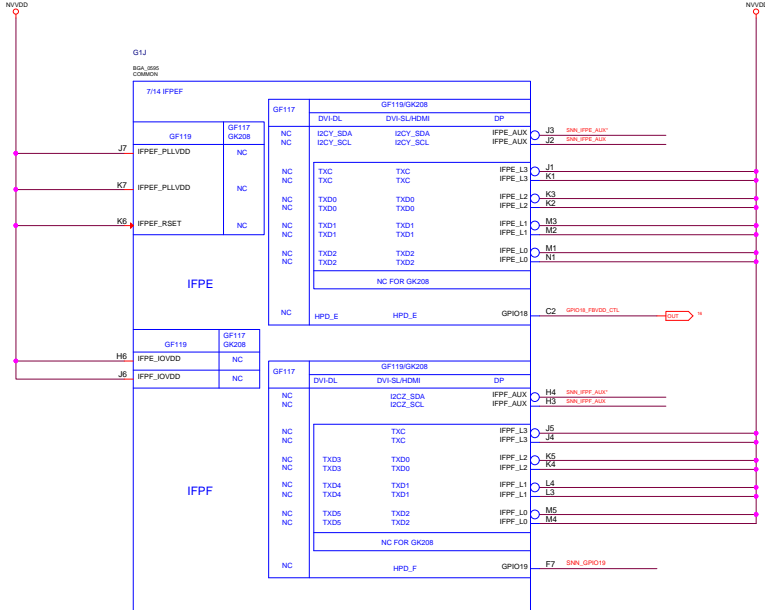 NVVDD
NVVDD
G1J
BGA_0595
COMMON
7/14 IFPEF
GF119
GF117
GK208
J7 IFPEF_PLLVDD NC
K7 IFPEF_PLLVDD NC
K6 IFPEF_RSET NC
IFPE
GF117
GF119/GK208
DVI-DL DVI-SL/HDMI DP
NC I2CY_SDA I2CY_SDA IFPE_AUX J3 SNN_IFPE_AUX*
NC I2CY_SCL I2CY_SCL IFPE_AUX J2 SNN_IFPE_AUX
NC TXC TXC IFPE_L3 J1
NC TXC TXC IFPE_L3 K1
NC TXD0 TXD0 IFPE_L2 K3
NC TXD0 TXD0 IFPE_L2 K2
NC TXD1 TXD1 IFPE_L1 M3
NC TXD1 TXD1 IFPE_L1 M2
NC TXD2 TXD2 IFPE_L0 M1
NC TXD2 TXD2 IFPE_L0 N1
NC FOR GK208
NC HPD_E HPD_E GPIO18 C2 GPIO18_FBVDD_CTL OUT
GF119
GF117
GK208
H6 IFPE_IOVDD NC
J6 IFPF_IOVDD NC
IFPF
GF117
GF119/GK208
DVI-DL DVI-SL/HDMI DP
NC I2CZ_SDA IFPF_AUX H4 SNN_IFPF_AUX*
NC I2CZ_SCL IFPF_AUX H3 SNN_IFPF_AUX
NC TXC IFPF_L3 J5
NC TXC IFPF_L3 J4
NC TXD3 TXD0 IFPF_L2 K5
NC TXD3 TXD0 IFPF_L2 K4
NC TXD4 TXD1 IFPF_L1 L4
NC TXD4 TXD1 IFPF_L1 L3
NC TXD5 TXD2 IFPF_L0 M5
NC TXD5 TXD2 IFPF_L0 M4
NC FOR GK208
NC HPD_F GPIO19 F7 SNN_GPIO19